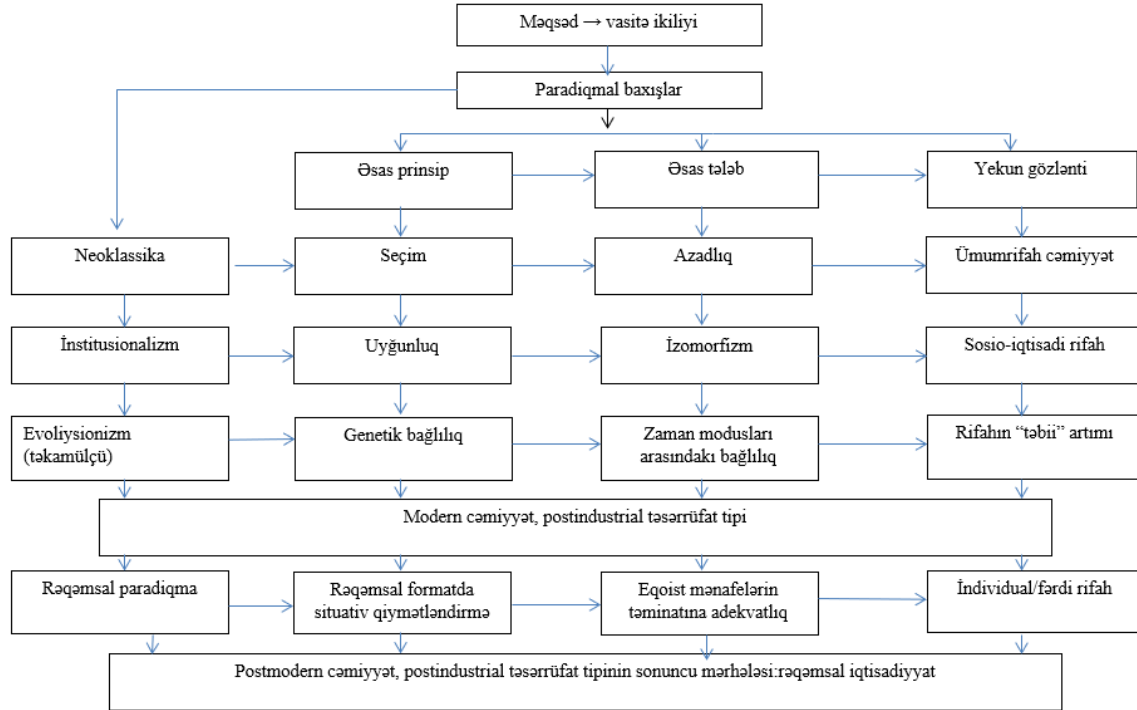 Məqsəd → vasitə ikiliyi
Paradiqmal baxışlar
Əsas prinsip
Əsas tələb
Yekun gözlənti
Neoklassika
Seçim
Azadlıq
Ümumrifah cəmiyyət
İnstitusionalizm
Uyğunluq
İzomorfizm
Sosio-iqtisadi rifah
Evoliysionizm
(təkamülçü)
Genetik bağlılıq
Zaman modusları
arasındakı bağlılıq
Rifahın “təbii” artımı
Modern cəmiyyət, postindustrial təsərrüfat tipi
Rəqəmsal paradiqma
Rəqəmsal formatda
situativ qiymətləndirmə
Eqoist mənafelərin
təminatına adekvatlıq
İndividual/fərdi rifah
Postmodern cəmiyyət, postindustrial təsərrüfat tipinin sonuncu mərhələsi:rəqəmsal iqtisadiyyat